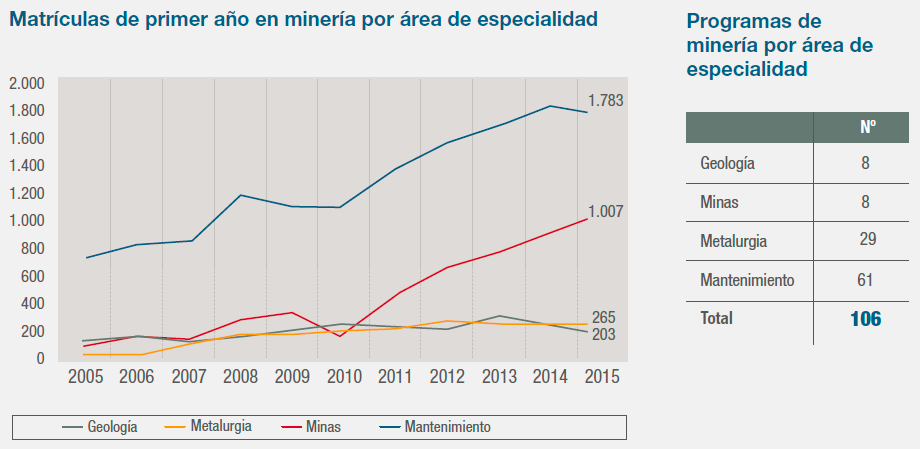 Matrículas de primer año en minería por área de especialidad
2.000
1.800
1.600
1.400
1.200
1.000
800
600
400
200
0
1.783
1.007
265
203
2005 2006 2007 2008 2009 2010 2011 2012 2013 2014 2015
Geología Metalurgia Minas Mantenimiento
Programas de
minería por área de
especialidad
Nº
Geología 8
Minas 8
Metalurgia 29
Mantenimiento 61
Total 106